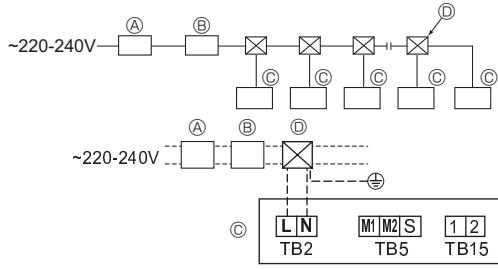 Ⓐ Ⓑ Ⓓ
~220-240V
Ⓒ Ⓒ Ⓒ Ⓒ Ⓒ
Ⓐ Ⓑ Ⓓ
~220-240V
Ⓒ L N M1 M2 S 1 2
TB2 TB5 TB15